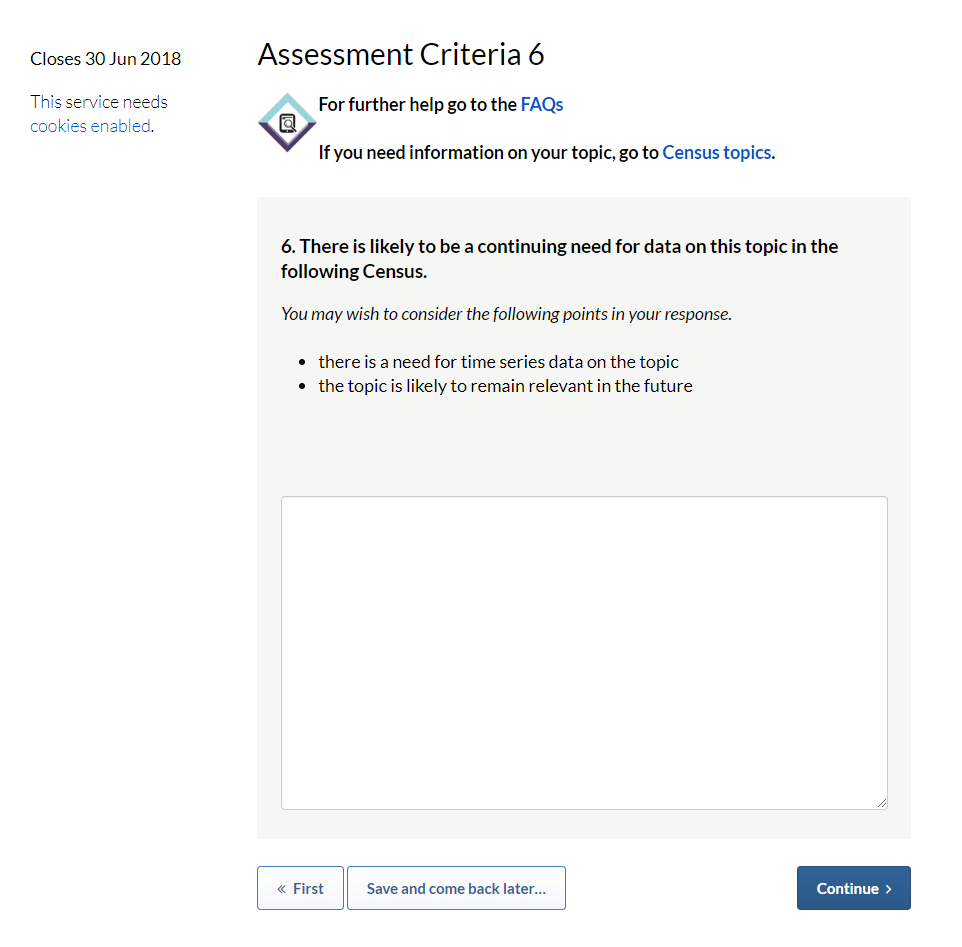 Closes 30 Jun 2018
This service needs
cookies enabled.
Assessment Criteria 6
For further help go to the FAQs
If you need information on your topic, go to Census topics.
6. There is likely to be a continuing need for data on this topic in the
following Census.
You may wish to consider the following points in your response.
• there is a need for time series data on the topic
• the topic is likely to remain relevant in the future
« First
Save and come back later...
Continue ›